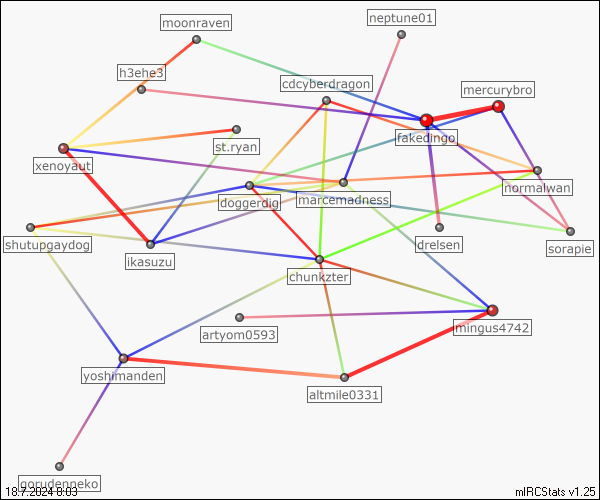 neptune01
moonraven
h3ehe3
cdcyberdragon
mercurybro
fakedingo
st.ryan
xenoyaut
normalwan
doggerdig
marcemadness
shutupgaydog
drelsen
sorapie
ikasuzu
chunkzter
artyom0593
mingus4742
yoshimanden
altmile0331
gorudenneko
18.7.2024 8:03
mIRCStats v1.25